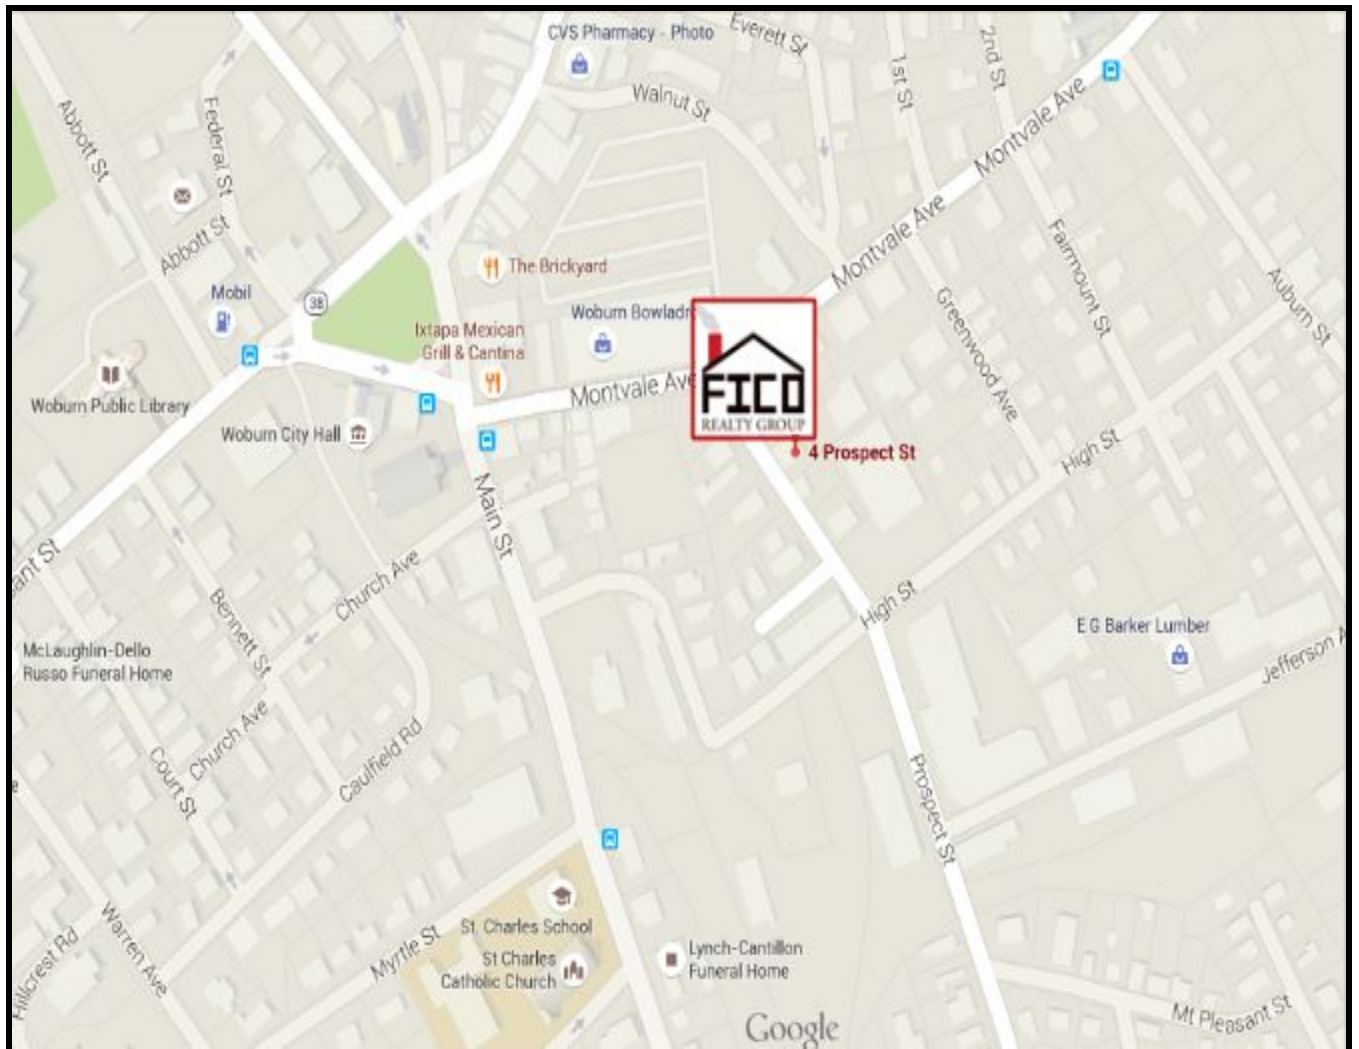 CVS Pharmacy - Photo
Everett St
1st St
2nd St
Walnut St
Montvale Ave
Abbott St
Federal St
Abbott St
Montvale Ave
Fairmount St
Auburn St
Greenwood Ave
The Brickyard
Mobil
38
Woburn Bowladr
Ixtapa Mexican
Grill & Cantina
Montvale Ave
FICO
REALTY GROUP
4 Prospect St
Woburn Public Library
Woburn City Hall
High St
Main St
ant St
Church Ave
Bennett St
High St
E G Barker Lumber
McLaughlin-Dello
Russo Funeral Home
Jefferson A
Church Ave
Court St
Caulfield Rd
e
Prospect St
St. Charles School
St Charles
Catholic Church
Lynch-Cantillon
Funeral Home
Myrtle St
Warren Ave
Hillcrest Rd
Mt Pleasant St
Google